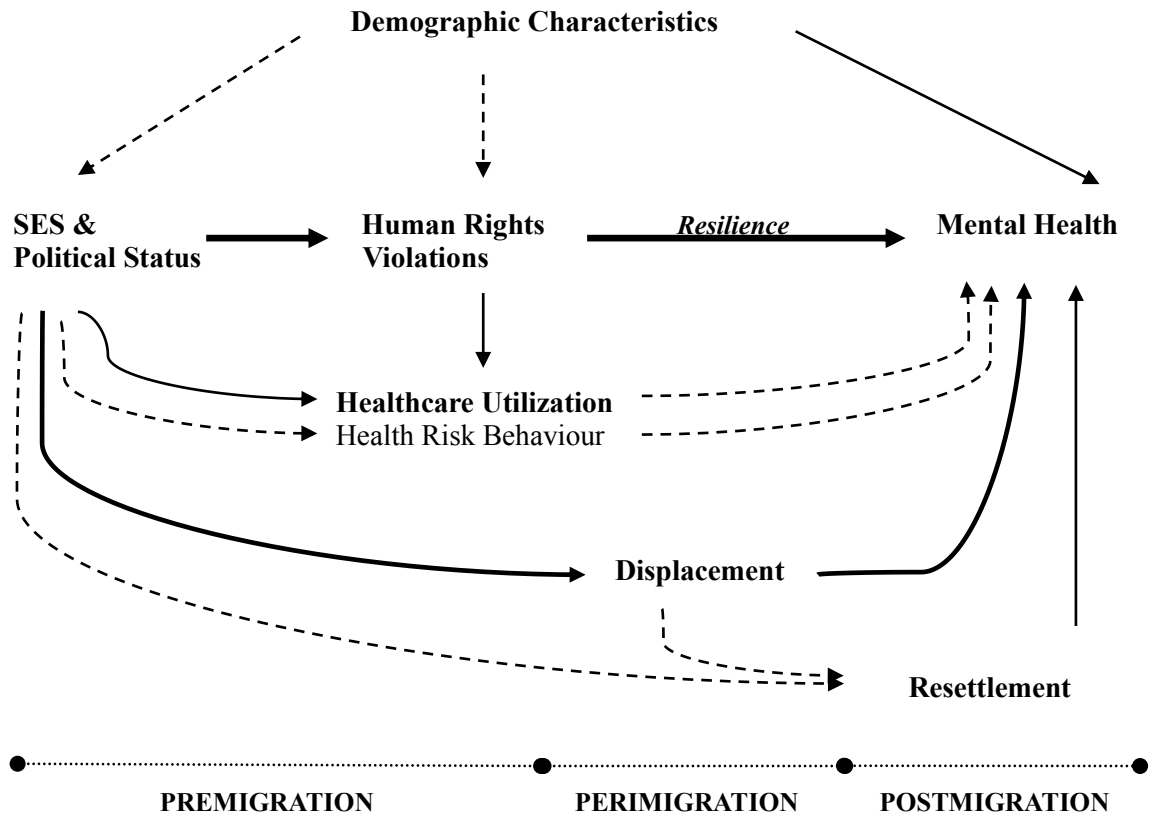 Demographic Characteristics
SES &
Political Status
Human Rights
Violations
Resilience
Mental Health
Healthcare Utilization
Health Risk Behaviour
Displacement
Resettlement
PREMIGRATION
PERIMIGRATION
POSTMIGRATION